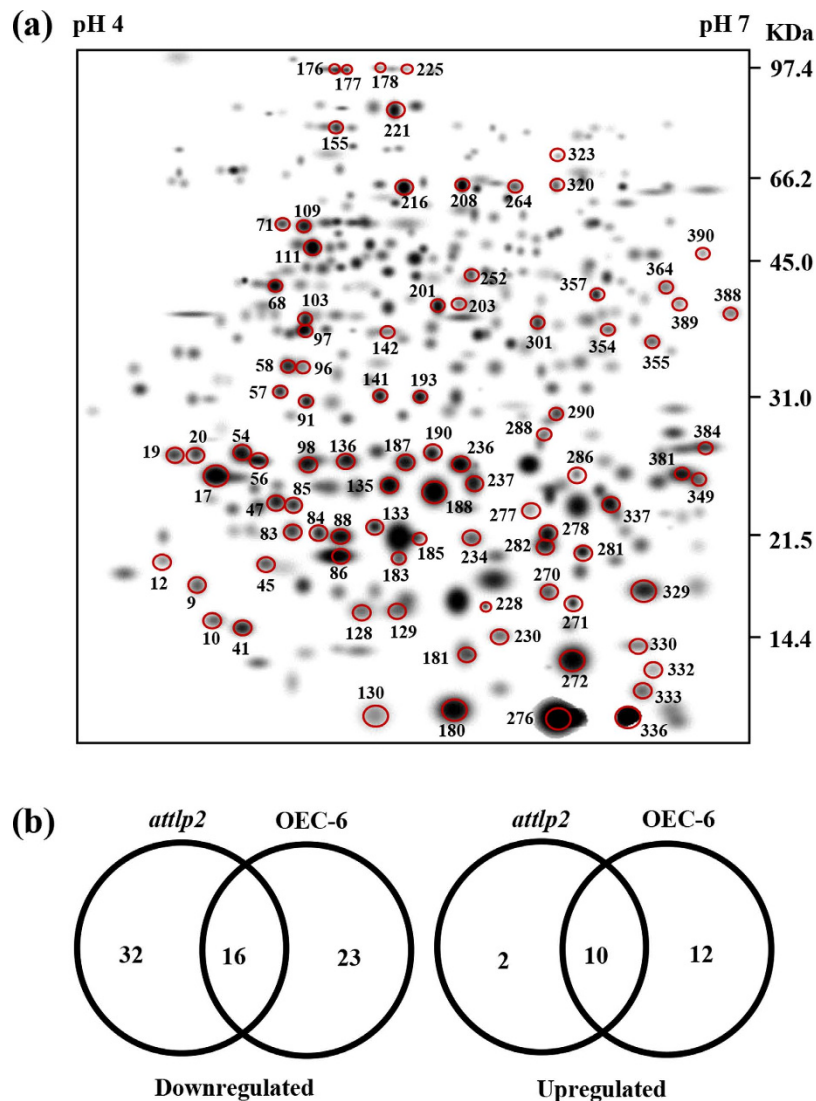 (a) pH 4 pH 7 KDa
176 177 178 225 97.4
221
155
323
66.2
216 208 264 320
71 109
390
111
45.0
252
68 357 364
103 201 203 389 388
97 142 301 354
355
58 96
57 141 193 31.0
91 290
288
19 20 54 190 384
98 136 187 236
56 286 381
17 135 237 349
188
47 85 277 337
133
83 84 88 278 21.5
185 234 282 281
86 183
12 45
9 270 329
228 271
10 128 129 14.4
41 230 330
181 332
272 333
130
180 276 336
(b) attlp2 OEC-6 attlp2 OEC-6
32 16 23 2 10 12
Downregulated Upregulated